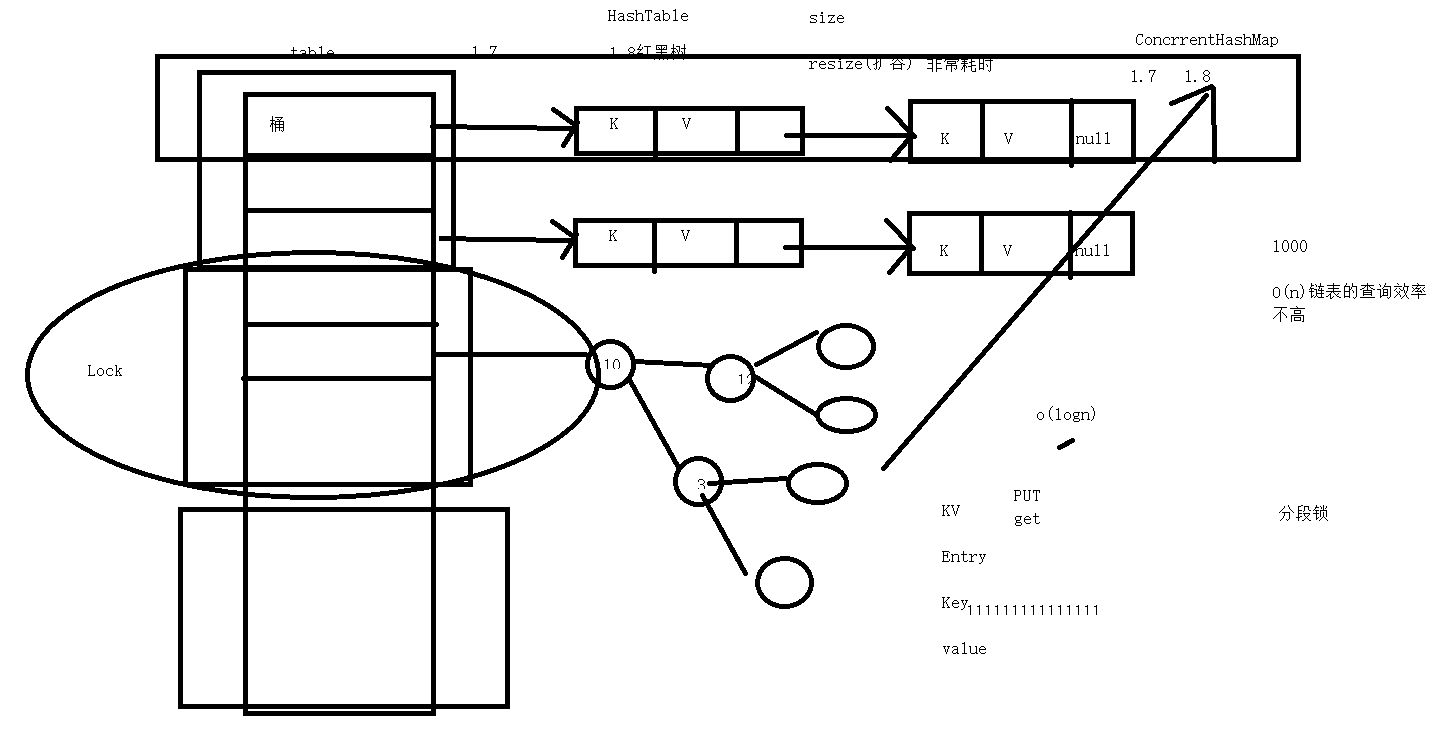 HashTable
size
table
1.7
1.8红黑树
resize(扩容) 非常耗时
ConcrrentHashMap
1.7 1.8
桶
K V
K V null
K V
K V null
1000
O(n)链表的查询效率
不高
Lock
10
o(logn)
KV
PUT
get
分段锁
Entry
Key111111111111111
value